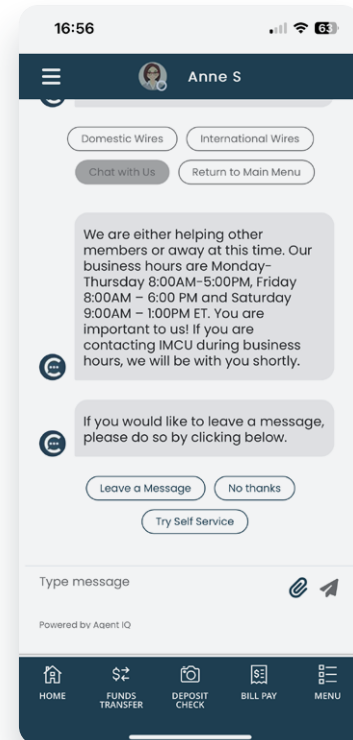 16:56
63
Anne S
Domestic Wires
International Wires
Chat with Us
Return to Main Menu
We are either helping other
members or away at this time. Our
business hours are Monday-
Thursday 8:00AM-5:00PM, Friday
8:00AM – 6:00 PM and Saturday
9:00AM – 1:00PM ET. You are
important to us! If you are
contacting IMCU during business
hours, we will be with you shortly.
If you would like to leave a message,
please do so by clicking below.
Leave a Message
No thanks
Try Self Service
Type message
Powered by Agent IQ
HOME
FUNDS
TRANSFER
DEPOSIT
CHECK
BILL PAY
MENU